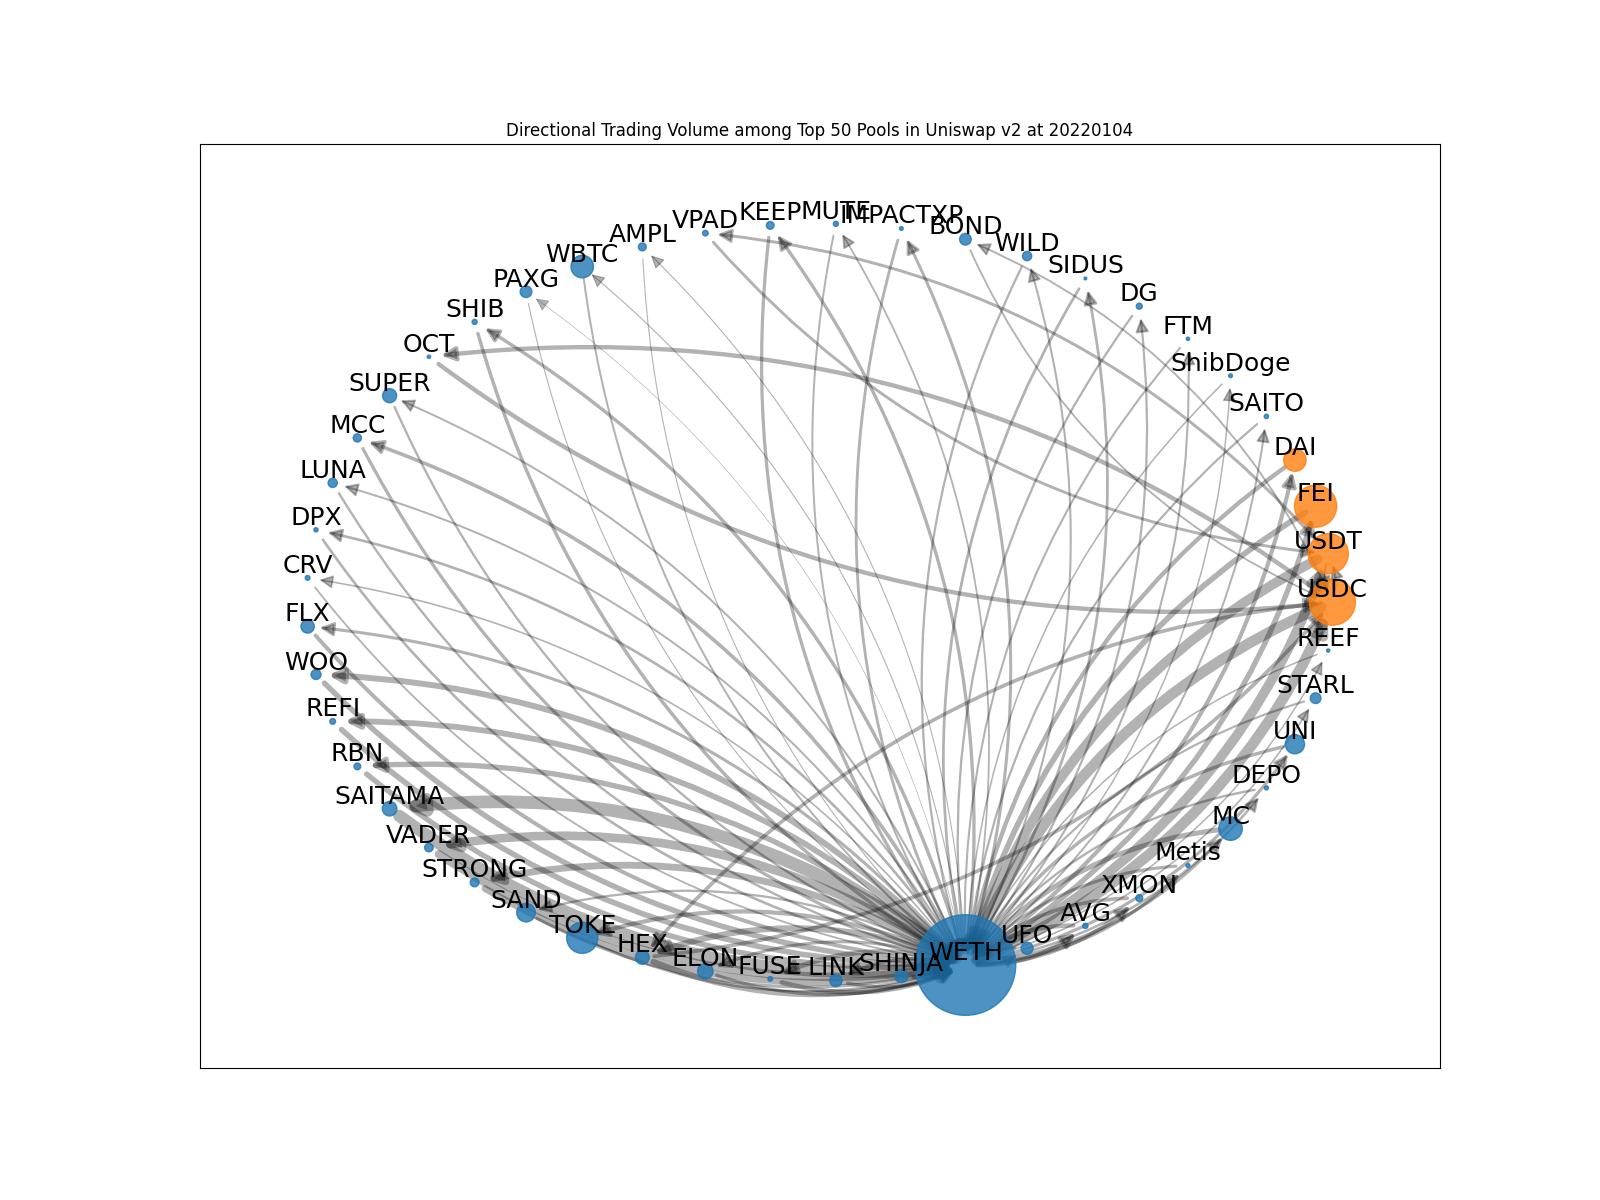 Directional Trading Volume among Top 50 Pools in Uniswap v2 at 20220104
KEEP
MUTE
IMPACTXP
BOND
VPAD
AMPL
WILD
WBTC
SIDUS
PAXG
DG
SHIB
FTM
OCT
ShibDoge
SUPER
SAITO
MCC
DAI
LUNA
FEI
DPX
USDT
CRV
USDC
FLX
REEF
WOO
STARL
REFI
UNI
RBN
DEPO
SAITAMA
MC
VADER
Metis
STRONG
XMON
SAND
AVG
TOKE
UFO
HEX
WETH
ELON
FUSE
LINK
SHINJA